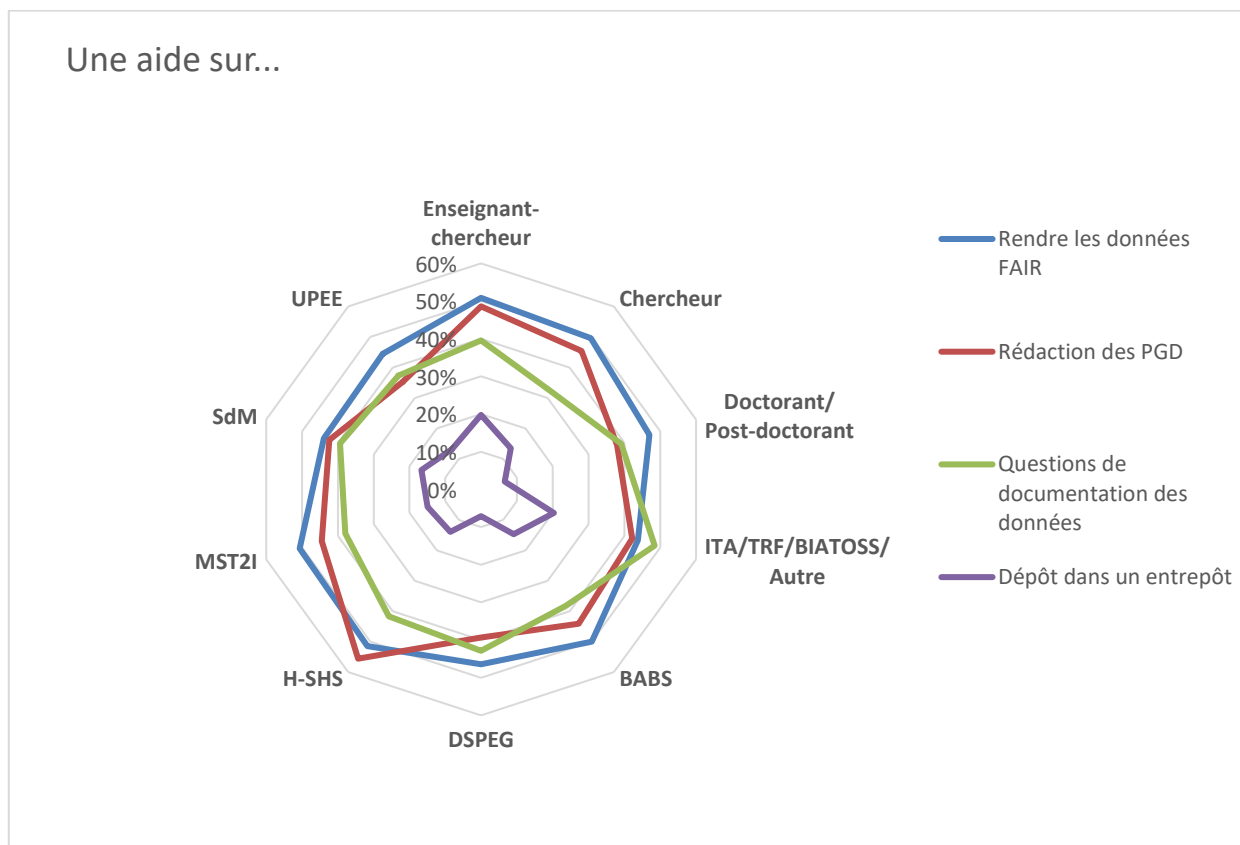 Une aide sur...
Enseignant-
chercheur
60%
50%
40%
30%
20%
10%
0%
Chercheur
Doctorant/
Post-doctorant
ITA/TRF/BIATOSS/
Autre
BABS
DSPEG
H-SHS
MST2I
SdM
UPEE
Rendre les données
FAIR
Rédaction des PGD
Questions de
documentation des
données
Dépôt dans un entrepôt